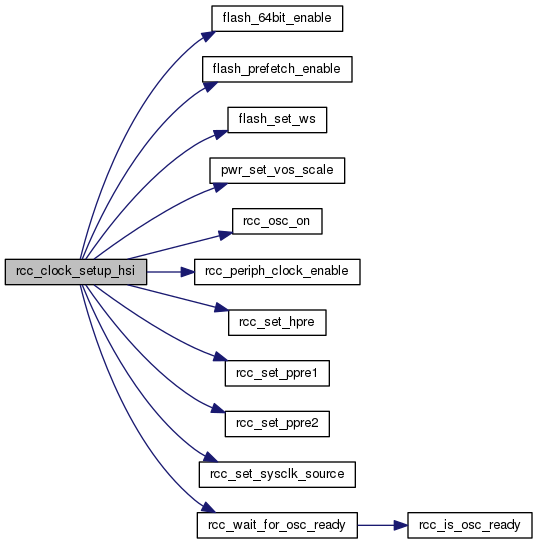 flash_64bit_enable
flash_prefetch_enable
flash_set_ws
pwr_set_vos_scale
rcc_osc_on
rcc_clock_setup_hsi
rcc_periph_clock_enable
rcc_set_hpre
rcc_set_ppre1
rcc_set_ppre2
rcc_set_sysclk_source
rcc_wait_for_osc_ready
rcc_is_osc_ready